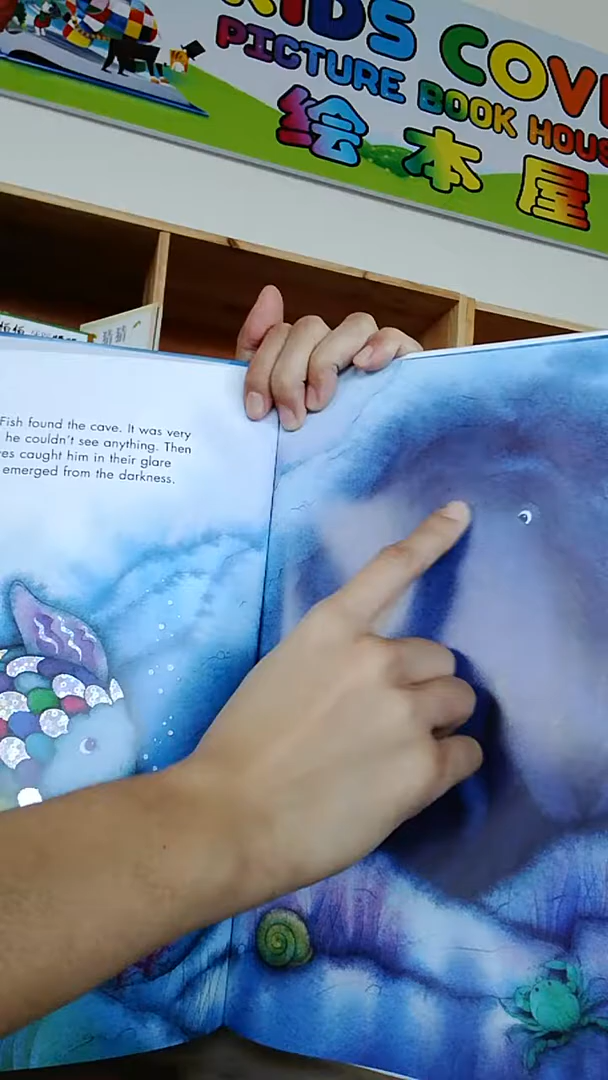 KIDS COVE
PICTURE BOOK HOUSE
绘本屋
Fish found the cave. It was very
he couldn't see anything. Then
es caught him in their glare
emerged from the darkness.